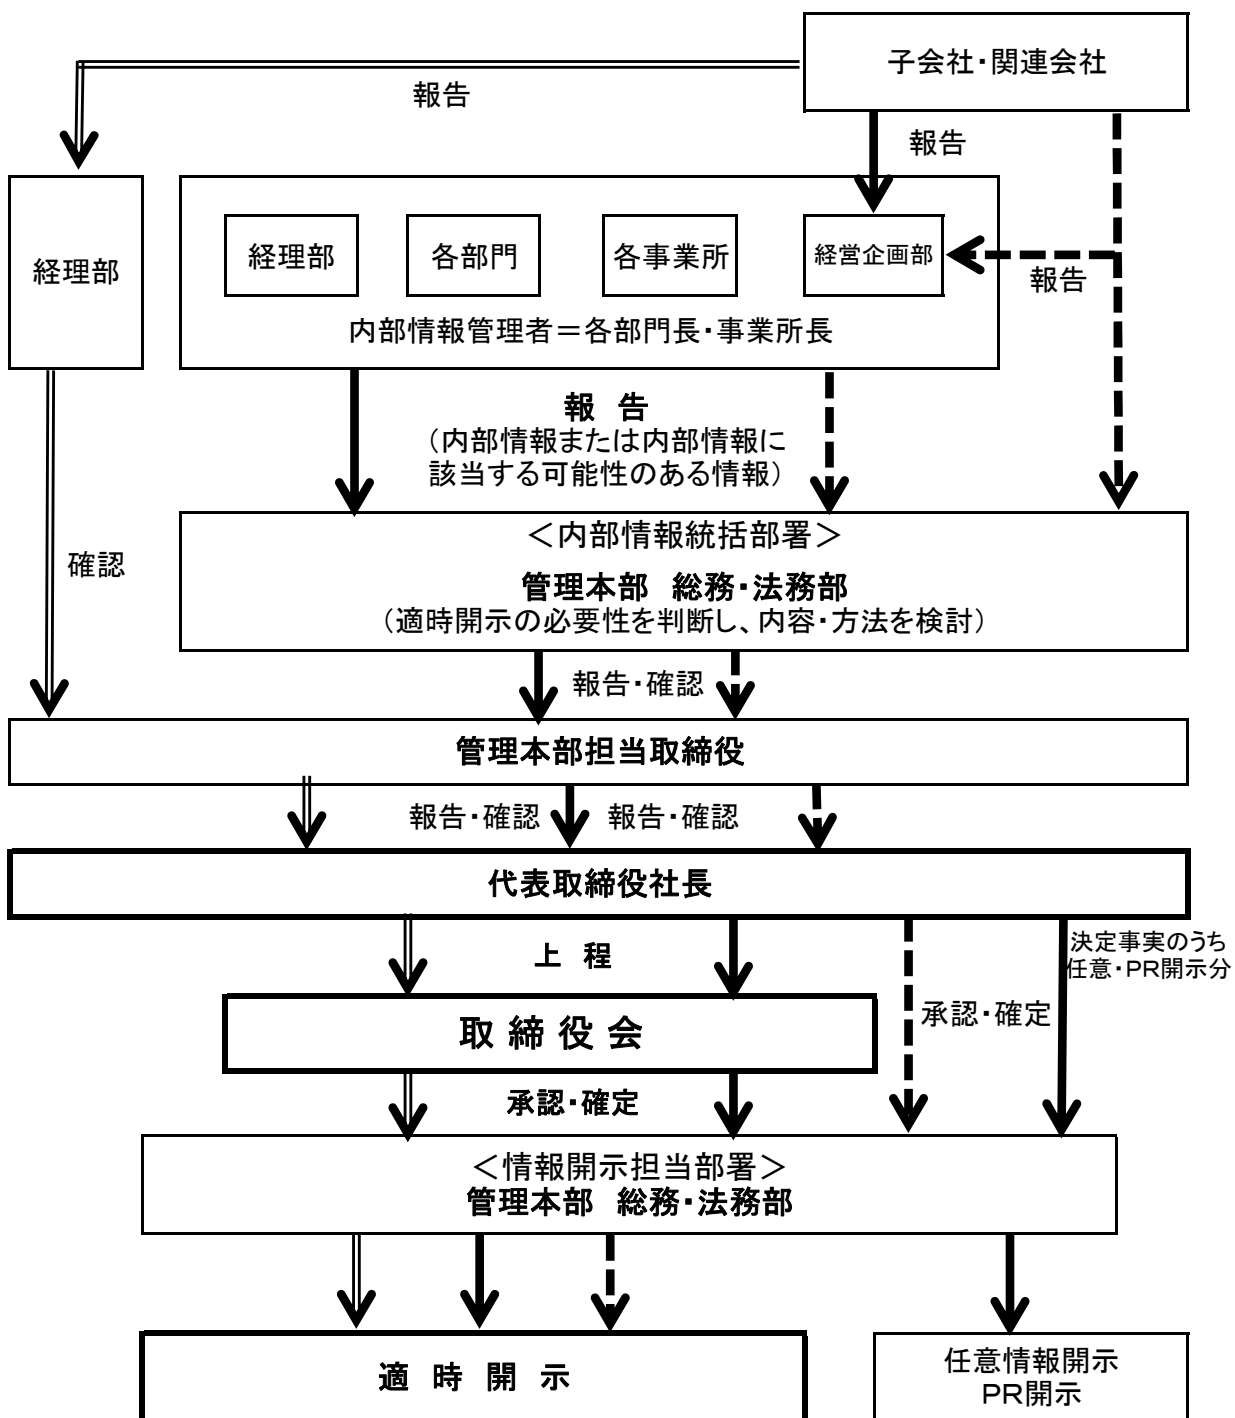 子会社・関連会社
報告
報告
経理部
経理部
各部門
各事業所
経営企画部
報告
内部情報管理者＝各部門長・事業所長
報　告
（内部情報または内部情報に
該当する可能性のある情報）
＜内部情報統括部署＞
確認
管理本部　総務・法務部
（適時開示の必要性を判断し、内容・方法を検討）
報告・確認
管理本部担当取締役
報告・確認
報告・確認
代表取締役社長
決定事実のうち
任意・PR開示分
上　程
取 締 役 会
承認・確定
承認・確定
＜情報開示担当部署＞
管理本部　総務・法務部
適　時　開　示
任意情報開示
PR開示